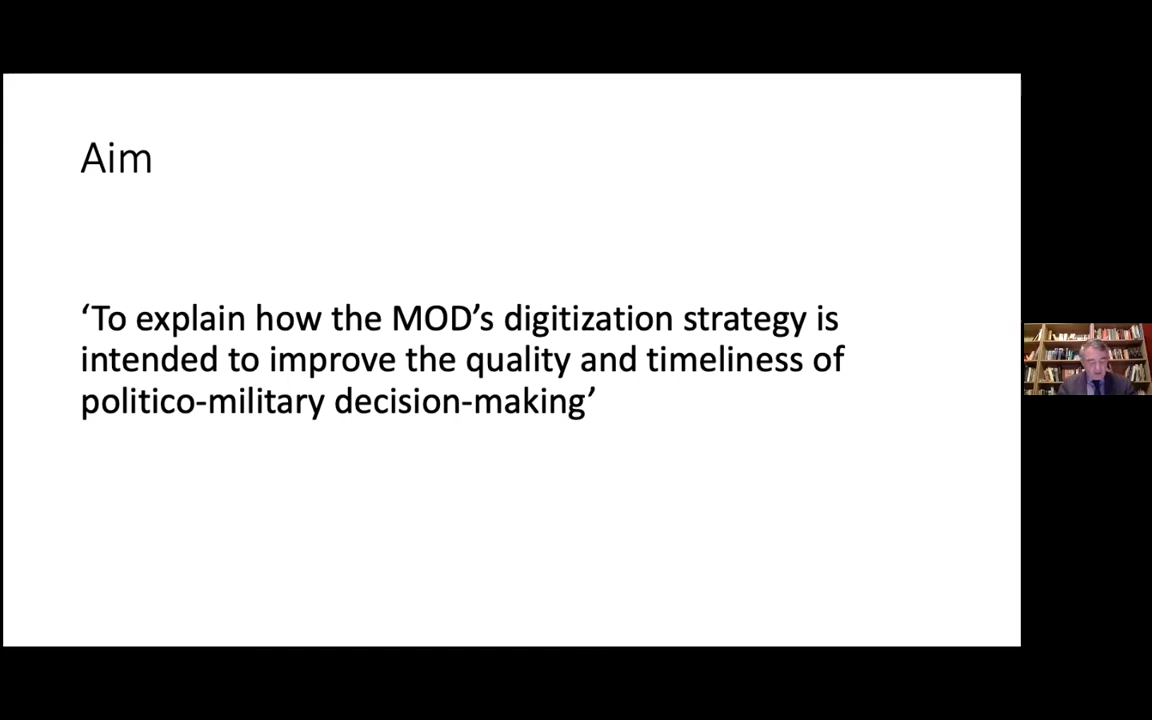 Aim
‘To explain how the MOD’s digitization strategy is
intended to improve the quality and timeliness of
politico-military decision-making’